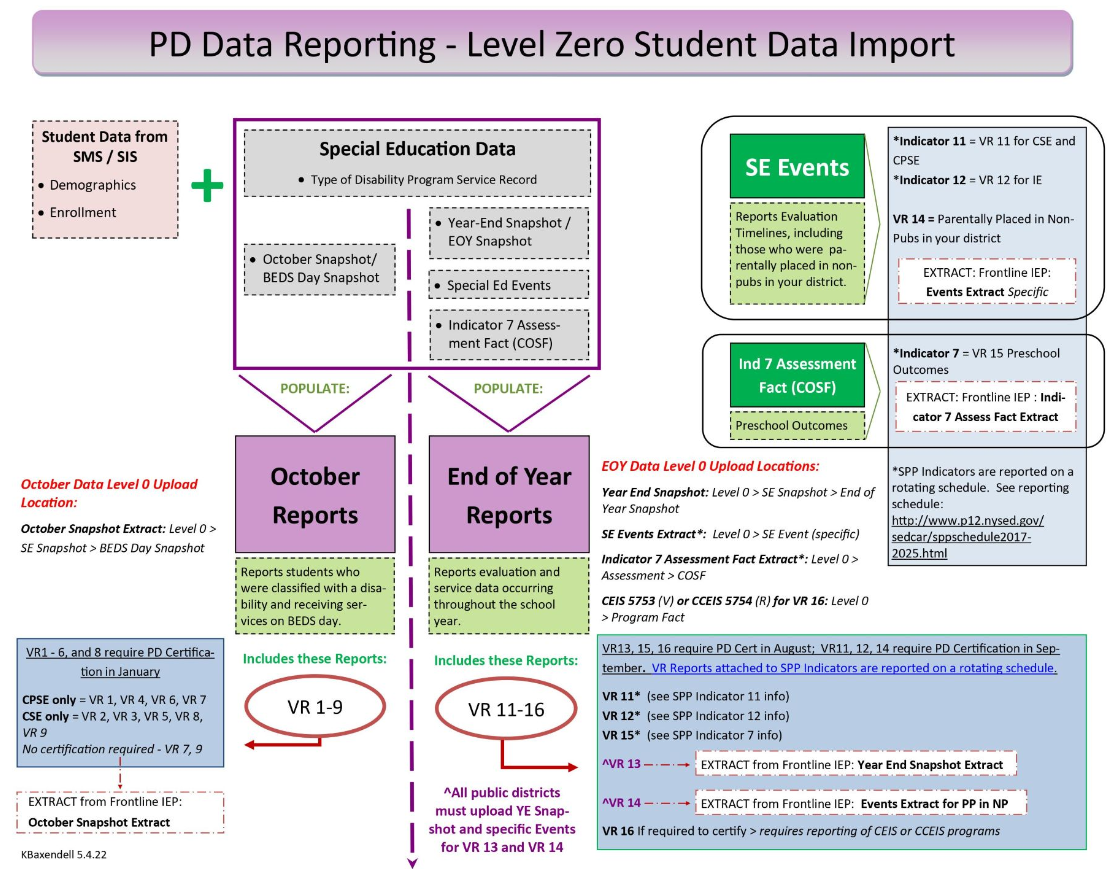 PD Data Reporting - Level Zero Student Data Import
Student Data from
SMS / SIS
• Demographics
• Enrollment
+
Special Education Data
• Type of Disability Program Service Record
• October Snapshot/
BEDS Day Snapshot
• Year-End Snapshot /
EOY Snapshot
• Special Ed Events
• Indicator 7 Assess-
ment Fact (COSF)
POPULATE:
POPULATE:
SE Events
Reports Evaluation
Timelines, including
those who were pa-
rentally placed in non-
pubs in your district.
*Indicator 11 = VR 11 for CSE and
CPSE
*Indicator 12 = VR 12 for IE
VR 14 = Parentally Placed in Non-
Pubs in your district
EXTRACT: Frontline IEP:
Events Extract Specific
Ind 7 Assessment
Fact (COSF)
Preschool Outcomes
*Indicator 7 = VR 15 Preschool
Outcomes
EXTRACT: Frontline IEP : Indi-
cator 7 Assess Fact Extract
*SPP Indicators are reported on a
rotating schedule. See reporting
schedule:
http://www.p12.nysed.gov/
sedcar/sppschedule2017-
2025.html
October Data Level 0 Upload
Location:
October Snapshot Extract: Level 0 >
SE Snapshot > BEDS Day Snapshot
October
Reports
Reports students who
were classified with a disa-
bility and receiving ser-
vices on BEDS day.
Includes these Reports:
VR 1-9
End of Year
Reports
Reports evaluation and
service data occurring
throughout the school
year.
Includes these Reports:
VR 11-16
^All public districts
must upload YE Snap-
shot and specific Events
for VR 13 and VR 14
EOY Data Level 0 Upload Locations:
Year End Snapshot: Level 0 > SE Snapshot > End of
Year Snapshot
SE Events Extract*: Level 0 > SE Event (specific)
Indicator 7 Assessment Fact Extract*: Level 0 >
Assessment > COSF
CEIS 5753 (V) or CCEIS 5754 (R) for VR 16: Level 0
> Program Fact
VR1 - 6, and 8 require PD Certifica-
tion in January
CPSE only = VR 1, VR 4, VR 6, VR 7
CSE only = VR 2, VR 3, VR 5, VR 8,
VR 9
No certification required - VR 7, 9
EXTRACT from Frontline IEP:
October Snapshot Extract
KBaxendell 5.4.22
VR13, 15, 16 require PD Cert in August; VR11, 12, 14 require PD Certification in Sep-
tember. VR Reports attached to SPP Indicators are reported on a rotating schedule.
VR 11* (see SPP Indicator 11 info)
VR 12* (see SPP Indicator 12 info)
VR 15* (see SPP Indicator 7 info)
^VR 13 EXTRACT from Frontline IEP: Year End Snapshot Extract
^VR 14 EXTRACT from Frontline IEP: Events Extract for PP in NP
VR 16 If required to certify > requires reporting of CEIS or CCEIS programs